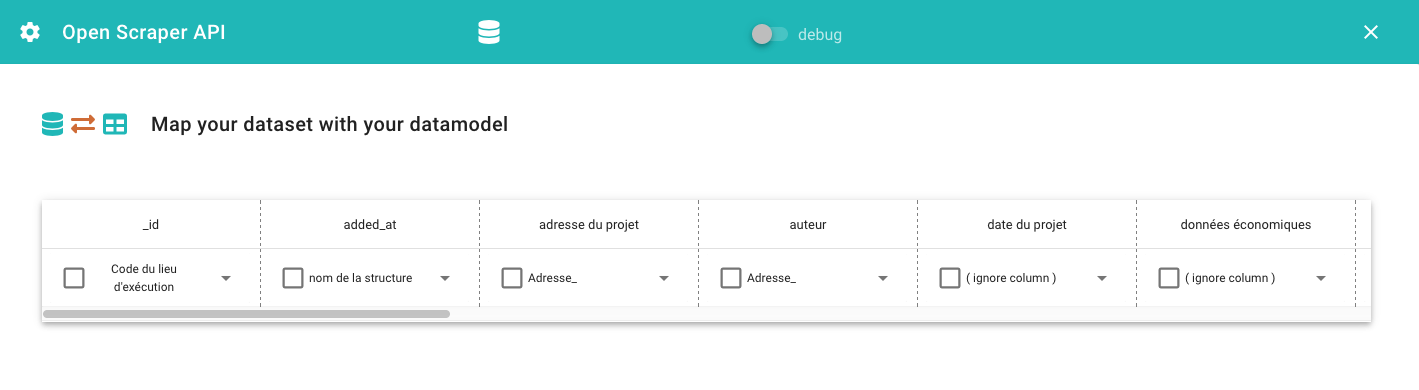 Open Scraper API
debug
Map your dataset with your datamodel
_id
added_at
adresse du projet
auteur
date du projet
données économiques
Code du lieu
d'exécution
nom de la structure
Adresse_
Adresse_
( ignore column )
( ignore column )